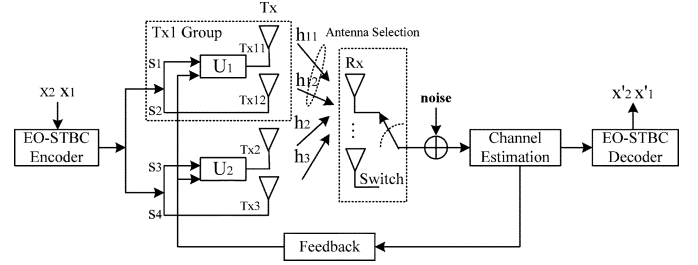 Tx
Tx1 Group
Tx11
h11
Antenna Selection
S1
U1
h12
Rx
x2 x1
S2
Tx12
noise
x'2 x'1
EO-STBC
Encoder
h2
Channel
Estimation
EO-STBC
Decoder
S3
Tx2
h3
U2
Switch
S4
Tx3
Feedback